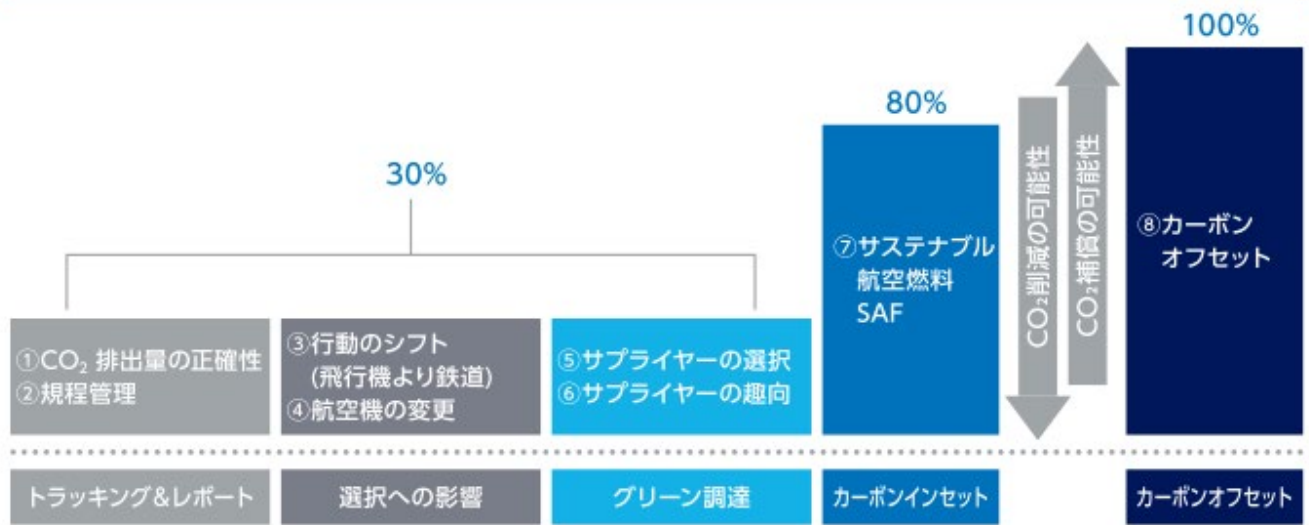 100%
80%
30%
①CO₂ 排出量の正確性
②規程管理
③行動のシフト
(飛行機より鉄道)
④航空機の変更
⑤サプライヤーの選択
⑥サプライヤーの趣向
⑦サステナブル
航空燃料
SAF
CO₂削減の可能性
CO₂補償の可能性
⑧カーボン
オフセット
トラッキング&レポート
選択への影響
グリーン調達
カーボンインセット
カーボンオフセット